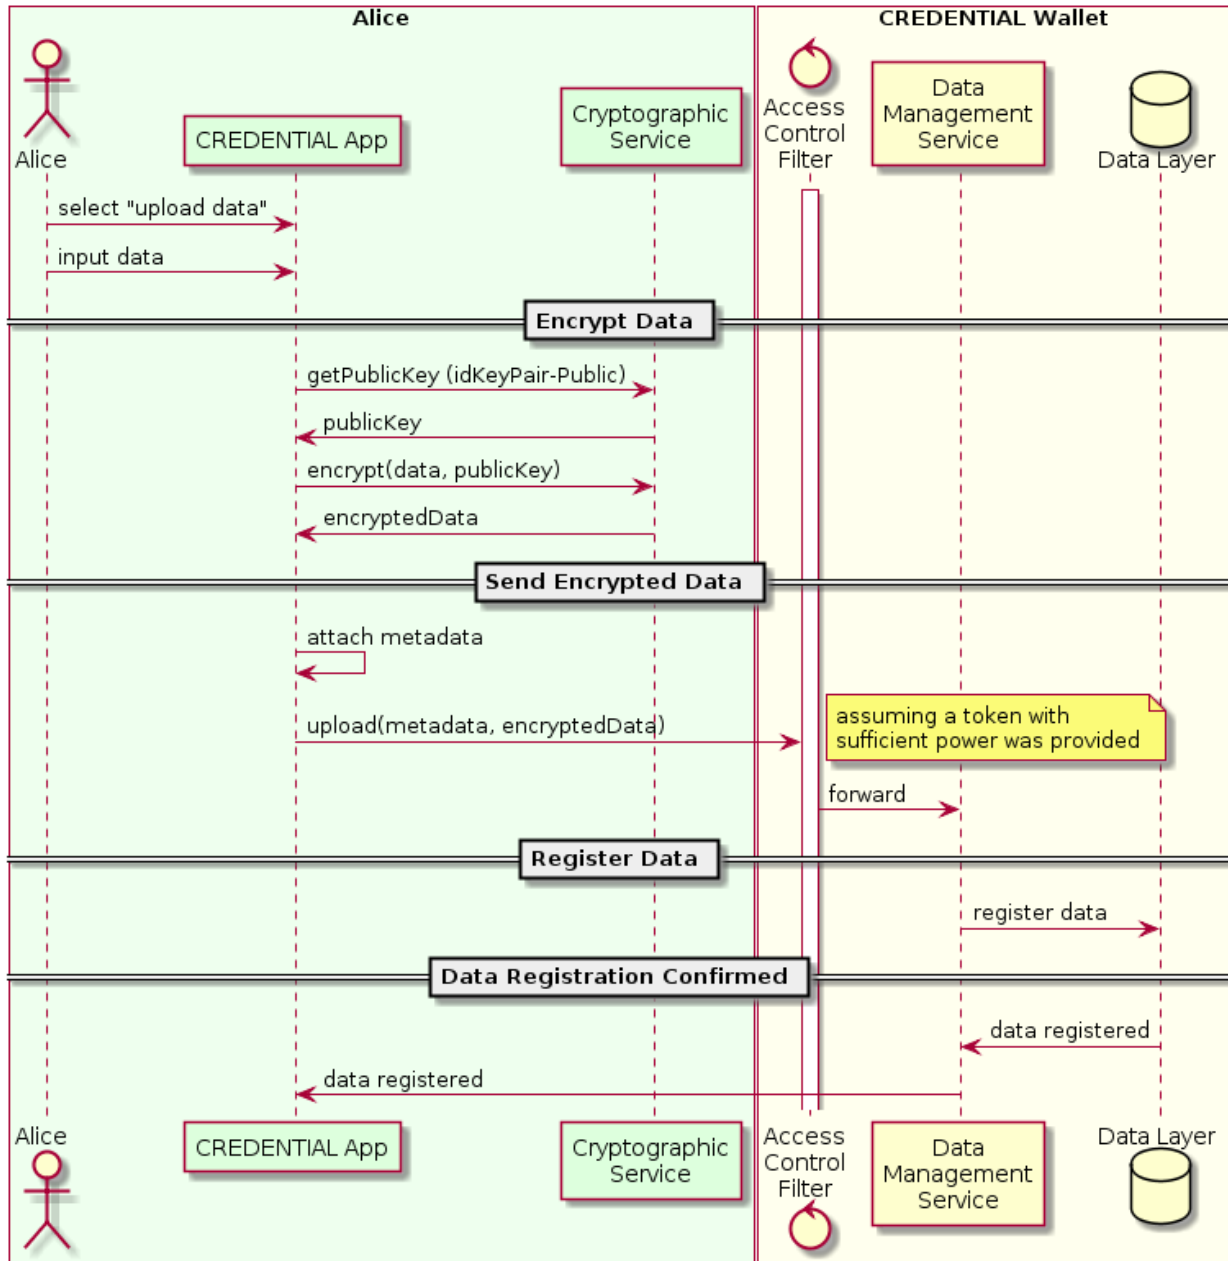 Alice
CREDENTIAL Wallet
Alice
CREDENTIAL App
Cryptographic
Service
Access
Control
Filter
Data
Management
Service
Data Layer
select "upload data"
input data
Encrypt Data
getPublicKey (idKeyPair-Public)
publicKey
encrypt(data, publicKey)
encryptedData
Send Encrypted Data
attach metadata
upload(metadata, encryptedData)
assuming a token with
sufficient power was provided
forward
Register Data
register data
Data Registration Confirmed
data registered
data registered
Alice
CREDENTIAL App
Cryptographic
Service
Access
Control
Filter
Data
Management
Service
Data Layer